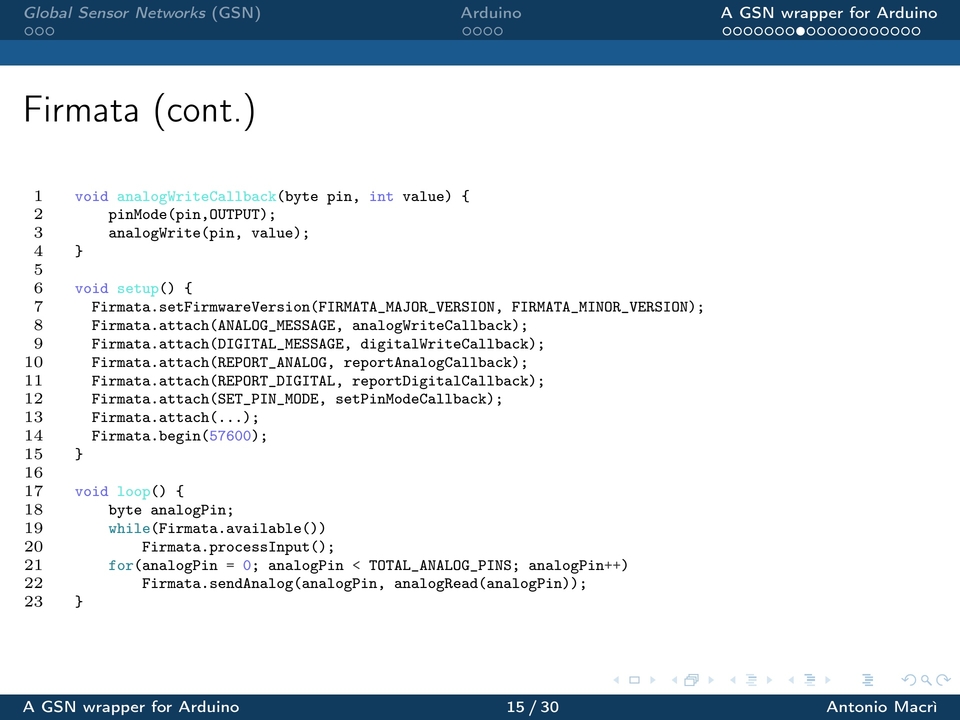 Global Sensor Networks (GSN) Arduino A GSN wrapper for Arduino
Firmata (cont.)
1 void analogWriteCallback(byte pin, int value) {
2 pinMode(pin,OUTPUT);
3 analogWrite(pin, value);
4 }
5
6 void setup() {
7 Firmata.setFirmwareVersion(FIRMATA_MAJOR_VERSION, FIRMATA_MINOR_VERSION);
8 Firmata.attach(ANALOG_MESSAGE, analogWriteCallback);
9 Firmata.attach(DIGITAL_MESSAGE, digitalWriteCallback);
10 Firmata.attach(REPORT_ANALOG, reportAnalogCallback);
11 Firmata.attach(REPORT_DIGITAL, reportDigitalCallback);
12 Firmata.attach(SET_PIN_MODE, setPinModeCallback);
13 Firmata.attach(...);
14 Firmata.begin(57600);
15 }
16
17 void loop() {
18 byte analogPin;
19 while(Firmata.available())
20 Firmata.processInput();
21 for(analogPin = 0; analogPin < TOTAL_ANALOG_PINS; analogPin++)
22 Firmata.sendAnalog(analogPin, analogRead(analogPin));
23 }
A GSN wrapper for Arduino 15 / 30 Antonio Macrì